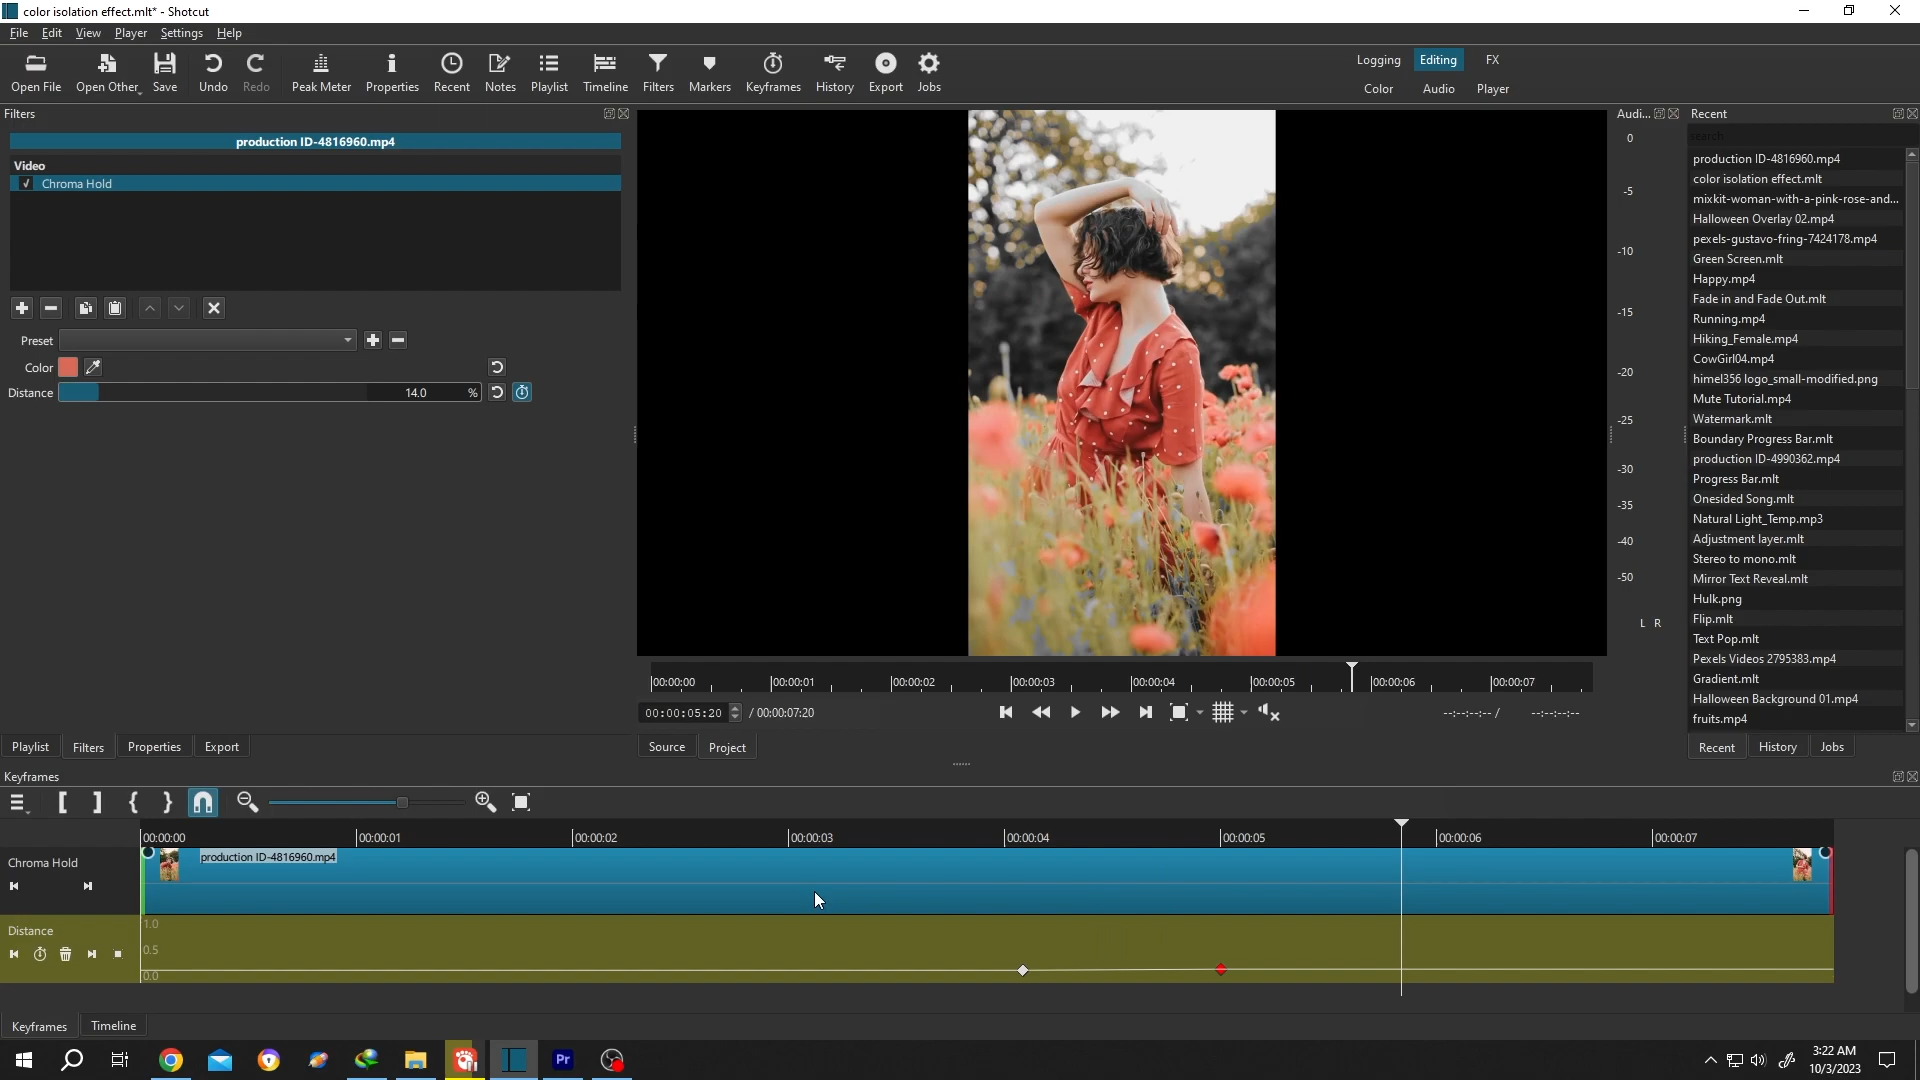 color isolation effect.mlt* - Shotcut
File Edit View Player Settings Help
Open File Open Other Save Undo Redo Peak Meter Properties Recent Notes Playlist Timeline Filters Markers Keyframes History Export Jobs
Logging Editing FX
Color Audio Player
Filters
production ID-4816960.mp4
Video
Chroma Hold
Preset
Color
Distance 14.0 %
Playlist Filters Properties Export
00:00:00 00:00:01 00:00:02 00:00:03 00:00:04 00:00:05 00:00:06 00:00:07
00:00:05:20 / 00:00:07:20
--:--:--:-- / --:--:--:--
Source Project
Audi...
0
-5
-10
-15
-20
-25
-30
-35
-40
-50
L R
Recent
search
production ID-4816960.mp4
color isolation effect.mlt
mixkit-woman-with-a-pink-rose-and...
Halloween Overlay 02.mp4
pexels-gustavo-fring-7424178.mp4
Green Screen.mlt
Happy.mp4
Fade in and Fade Out.mlt
Running.mp4
Hiking_Female.mp4
CowGirl04.mp4
himel356 logo_small-modified.png
Mute Tutorial.mp4
Watermark.mlt
Boundary Progress Bar.mlt
production ID-4990362.mp4
Progress Bar.mlt
Onesided Song.mlt
Natural Light_Temp.mp3
Adjustment layer.mlt
Stereo to mono.mlt
Mirror Text Reveal.mlt
Hulk.png
Flip.mlt
Text Pop.mlt
Pexels Videos 2795383.mp4
Gradient.mlt
Halloween Background 01.mp4
fruits.mp4
Recent History Jobs
Keyframes
00:00:00 00:00:01 00:00:02 00:00:03 00:00:04 00:00:05 00:00:06 00:00:07
Chroma Hold
production ID-4816960.mp4
Distance
1.0
0.5
0.0
Keyframes Timeline
Pr
3:22 AM
10/3/2023